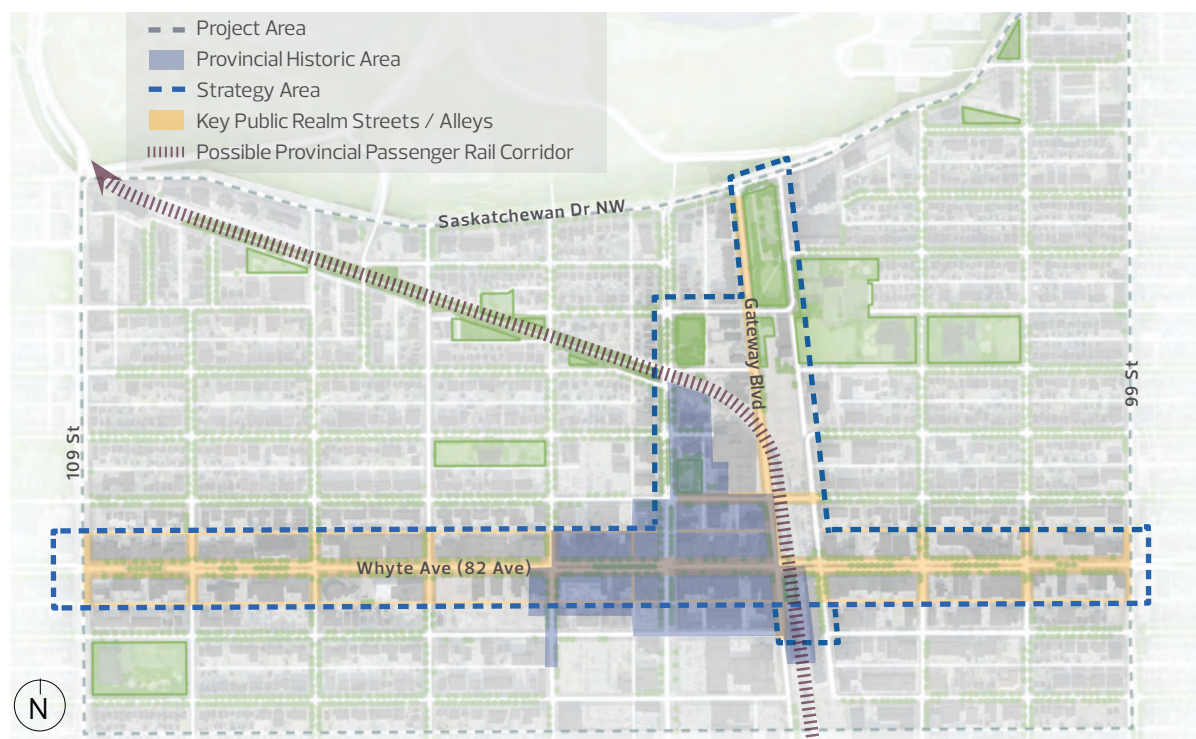 Project Area
Provincial Historic Area
Strategy Area
Key Public Realm Streets / Alleys
Possible Provincial Passenger Rail Corridor
Saskatchewan Dr NW
Gateway Blvd
99 St
109 St
Whyte Ave (82 Ave)
N